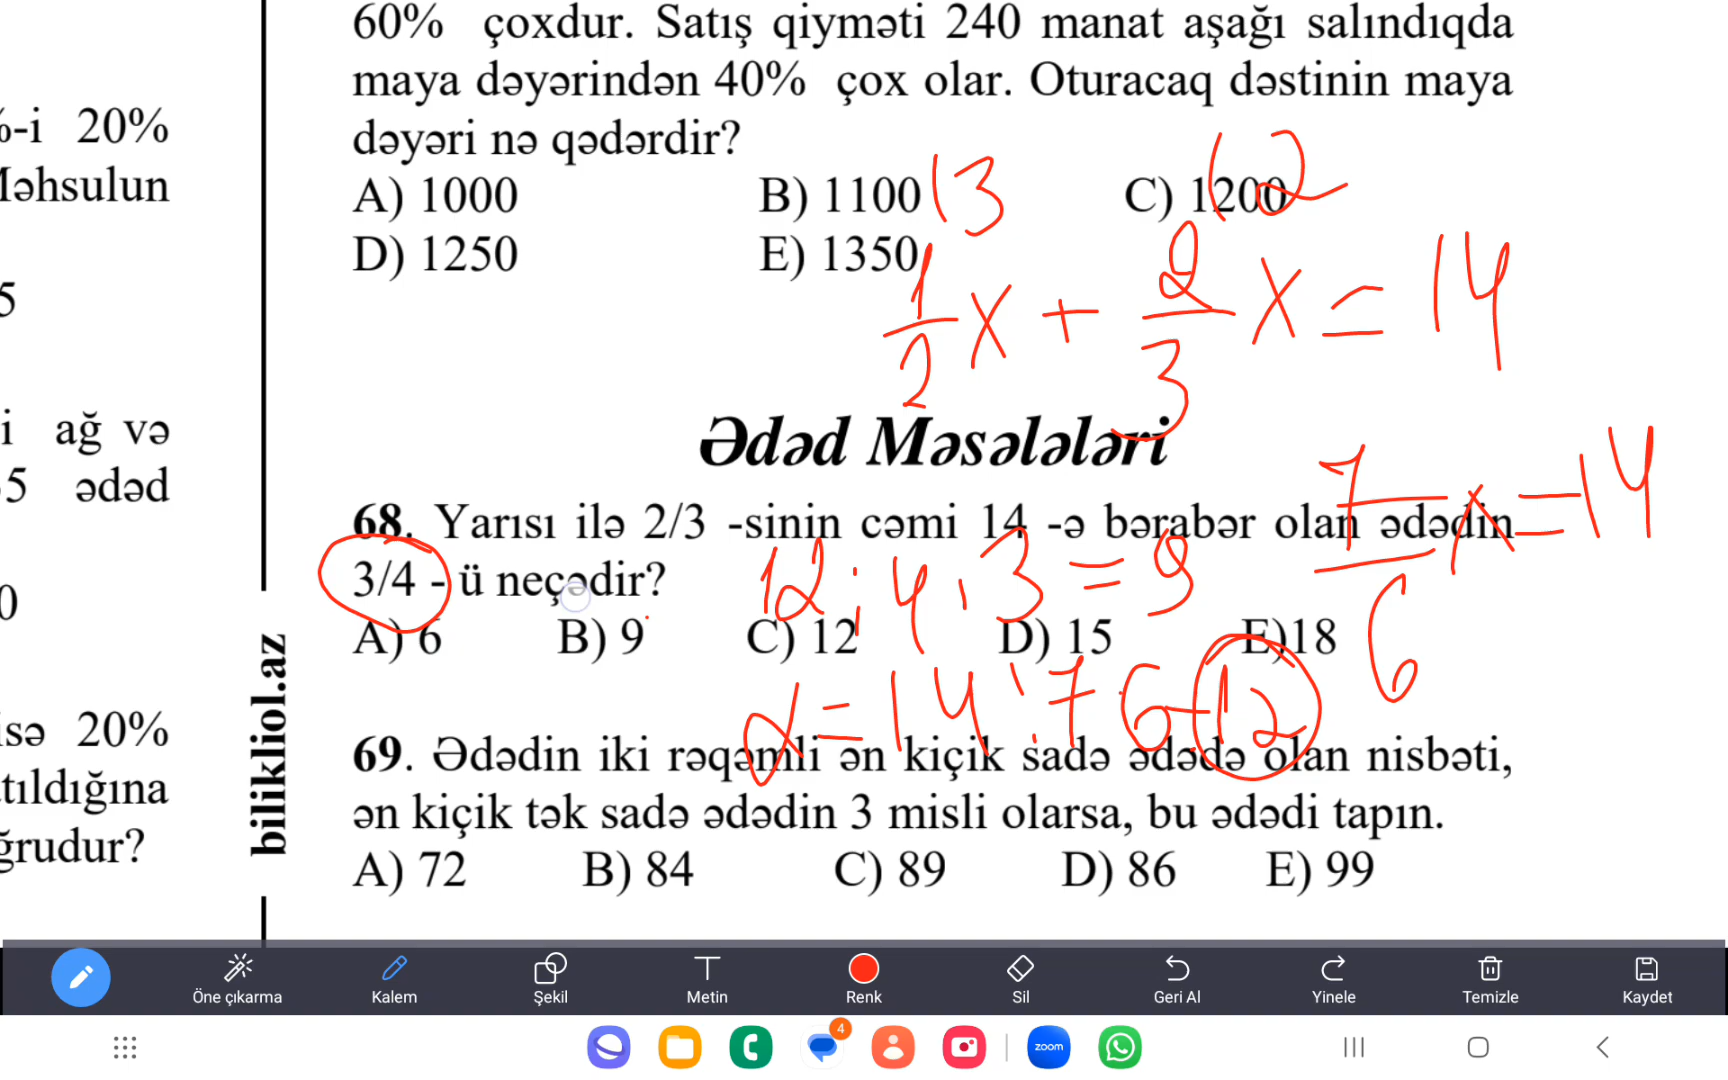 60% çoxdur. Satış qiyməti 240 manat aşağı salındıqda
maya dəyərindən 40% çox olar. Oturacaq dəstinin maya
dəyəri nə qədərdir?
A) 1000 B) 1100 C) 1200
D) 1250 E) 1350
(3 (2
1/2 x + 2/3 x = 14
%-i 20%
Məhsulun
5
i ağ və
5 ədəd
0
isə 20%
ğrudur?
bilikliol.az
Ədəd Məsələləri
7/6 x = 14
68. Yarısı ilə 2/3 -sinin cəmi 14 -ə bərabər olan ədədin
3/4 - ü neçədir?
12 : 4 · 3 = 9
A) 6 B) 9 C) 12 D) 15 E)18
x = 14 : 7 · 6 = 12
69. Ədədin iki rəqəmli ən kiçik sadə ədədə olan nisbəti,
ən kiçik tək sadə ədədin 3 misli olarsa, bu ədədi tapın.
A) 72 B) 84 C) 89 D) 86 E) 99
Öne çıkarma Kalem Şekil Metin Renk Sil Geri Al Yinele Temizle Kaydet
4
zoom